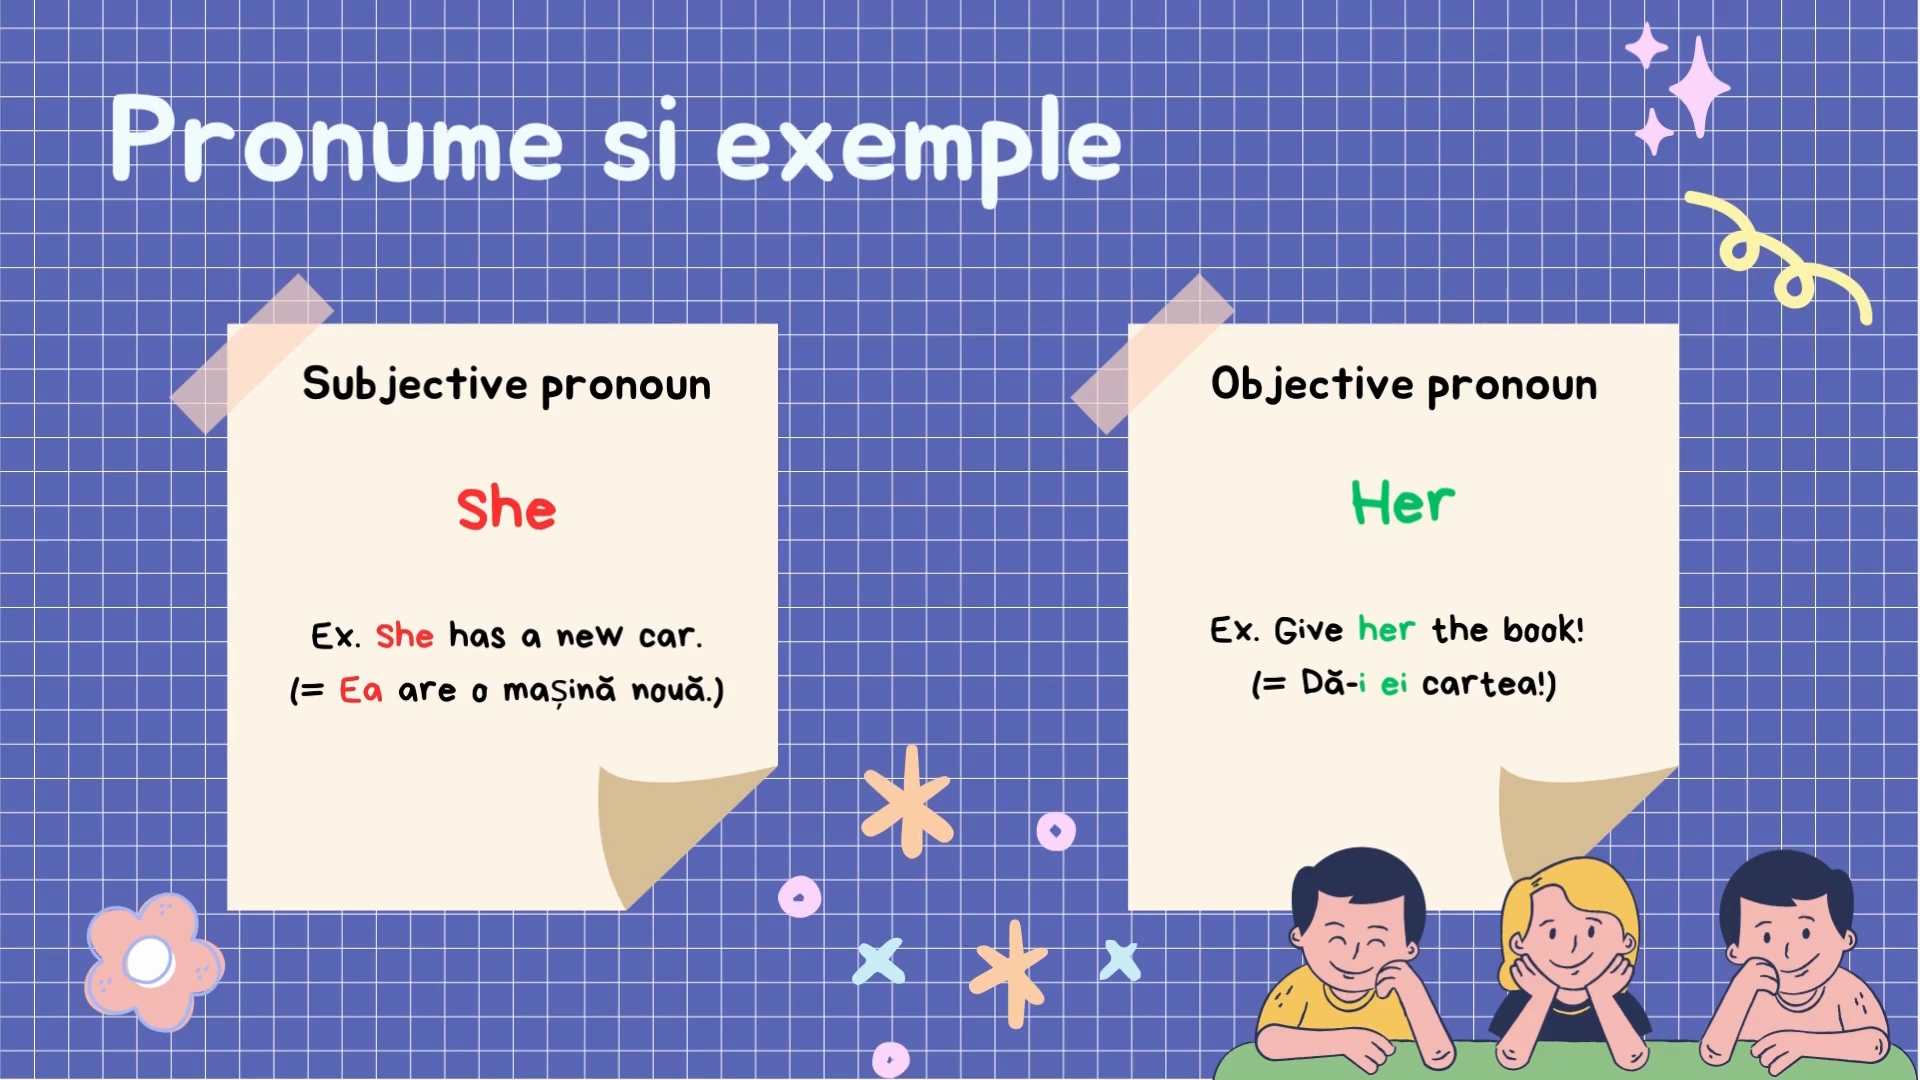 Pronume si exemple
Subjective pronoun
She
Ex. She has a new car.
(= Ea are o mașină nouă.)
Objective pronoun
Her
Ex. Give her the book!
(= Dă-i ei cartea!)